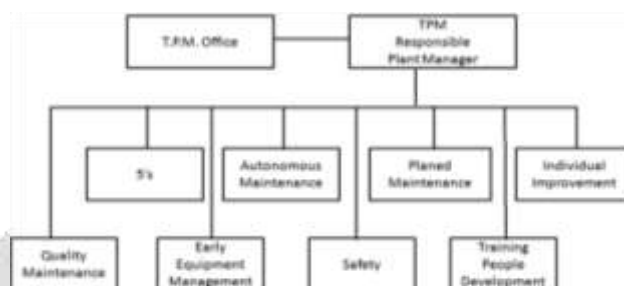 T.P.M. Office
TPM
Responsible
Plant Manager
5's
Autonomous
Maintenance
Planed
Maintenance
Individual
Improvement
Quality
Maintenance
Early
Equipment
Management
Safety
Training
People
Development